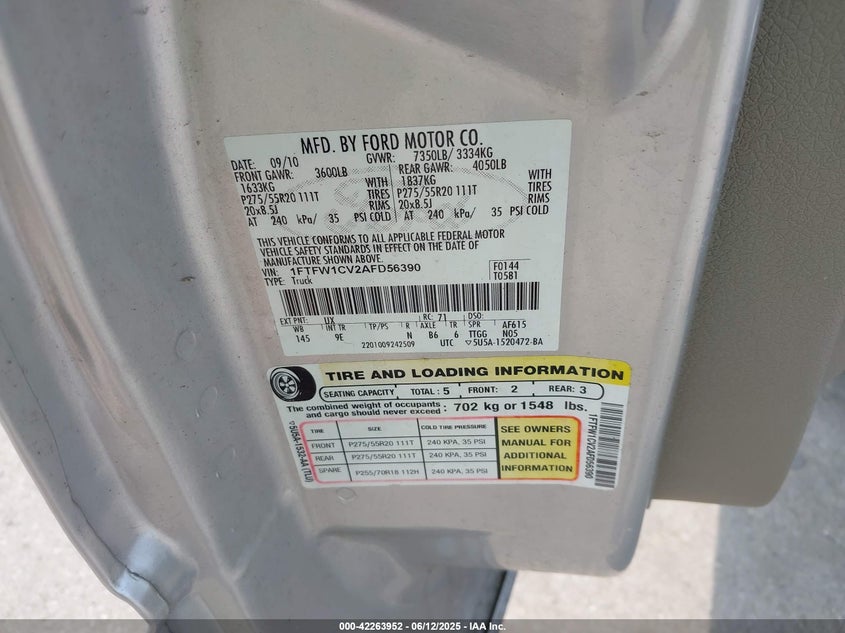 MFD. BY FORD MOTOR CO.
DATE: 09/10 GVWR: 7350LB/ 3334KG
FRONT GAWR: 3600LB REAR GAWR: 4050LB
1633KG WITH 1837KG WITH
P275/55R20 111T TIRES P275/55R20 111T TIRES
20x8.5J RIMS 20x8.5J RIMS
AT 240 kPa/ 35 PSI COLD AT 240 kPa/ 35 PSI COLD
THIS VEHICLE CONFORMS TO ALL APPLICABLE FEDERAL MOTOR
VEHICLE SAFETY STANDARDS IN EFFECT ON THE DATE OF
MANUFACTURE SHOWN ABOVE.
VIN: 1FTFW1CV2AFD56390 F0144
TYPE: Truck T0581
EXT PNT: UX RC: 71 DSO:
WB INT TR TP/PS R AXLE TR SPR AF615
145 9E N B6 6 TTGG N05
2201009242509 UTC ▽5U5A-1520472-BA
TIRE AND LOADING INFORMATION
SEATING CAPACITY TOTAL: 5 FRONT: 2 REAR: 3
The combined weight of occupants
and cargo should never exceed: 702 kg or 1548 lbs.
TIRE SIZE COLD TIRE PRESSURE
FRONT P275/55R20 111T 240 KPA, 35 PSI
REAR P275/55R20 111T 240 KPA, 35 PSI
SPARE P255/70R18 112H 240 KPA, 35 PSI
SEE OWNERS
MANUAL FOR
ADDITIONAL
INFORMATION
▽5U5A-1532-AA (TLU)
1FTFW1CV2AFD56390
000-42263952 - 06/12/2025 - IAA Inc.